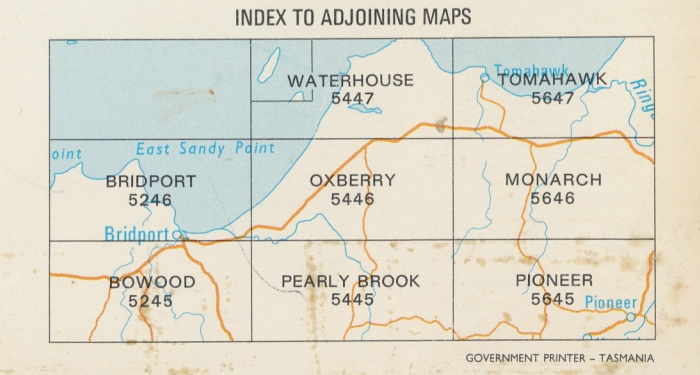 INDEX TO ADJOINING MAPS
Tomahawk
WATERHOUSE
5447
TOMAHAWK
5647
Ringa
oint
East Sandy Point
BRIDPORT
5246
OXBERRY
5446
MONARCH
5646
Bridport
BOWOOD
5245
PEARLY BROOK
5445
PIONEER
5645
Pioneer
GOVERNMENT PRINTER – TASMANIA